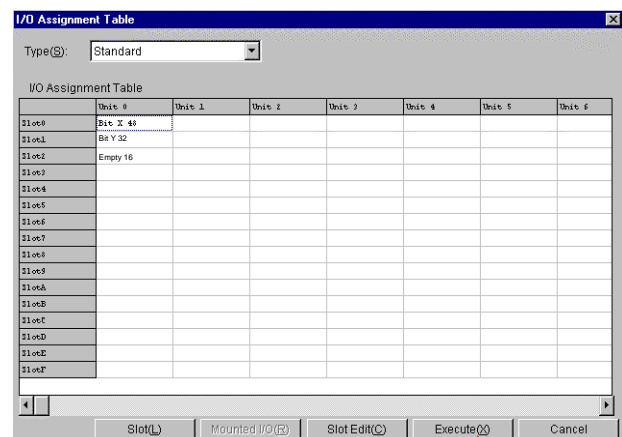 I/O Assignment Table
Type(S): Standard
I/O Assignment Table
Unit 0 Unit 1 Unit 2 Unit 3 Unit 4 Unit 5 Unit 6
Slot0 Bit X 48
Slot1 Bit Y 32
Slot2 Empty 16
Slot3
Slot4
Slot5
Slot6
Slot7
Slot8
Slot9
SlotA
SlotB
SlotC
SlotD
SlotE
SlotF
Slot(L) Mounted I/O(R) Slot Edit(C) Execute(X) Cancel